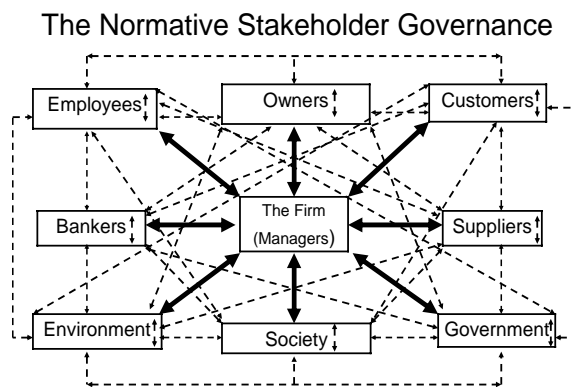 The Normative Stakeholder Governance
Employees
Owners
Customers
Bankers
The Firm
(Managers)
Suppliers
Environment
Society
Government